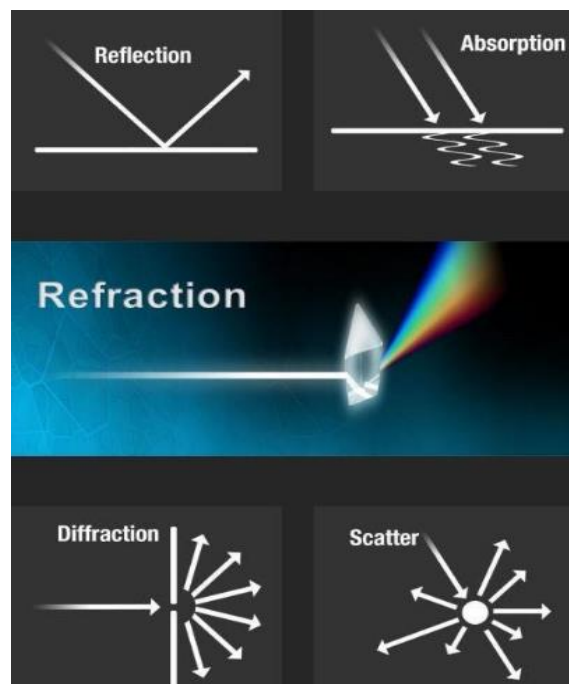 Reflection
Absorption
Refraction
Diffraction
Scatter